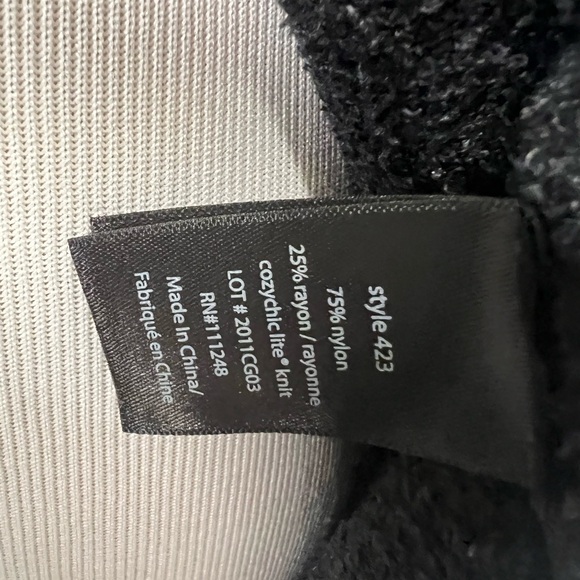 style 423
75% nylon
25% rayon / rayonne
cozychic lite® knit
LOT # 2011CG03
RN#111248
Made In China/
Fabriqué en Chine